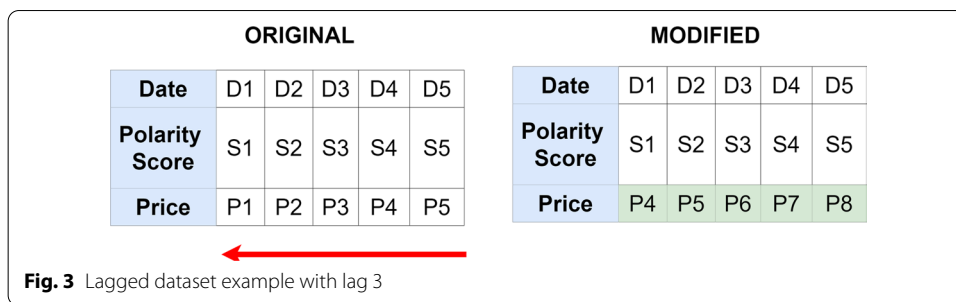 ORIGINAL
Date D1 D2 D3 D4 D5
Polarity Score S1 S2 S3 S4 S5
Price P1 P2 P3 P4 P5
MODIFIED
Date D1 D2 D3 D4 D5
Polarity Score S1 S2 S3 S4 S5
Price P4 P5 P6 P7 P8
Fig. 3 Lagged dataset example with lag 3